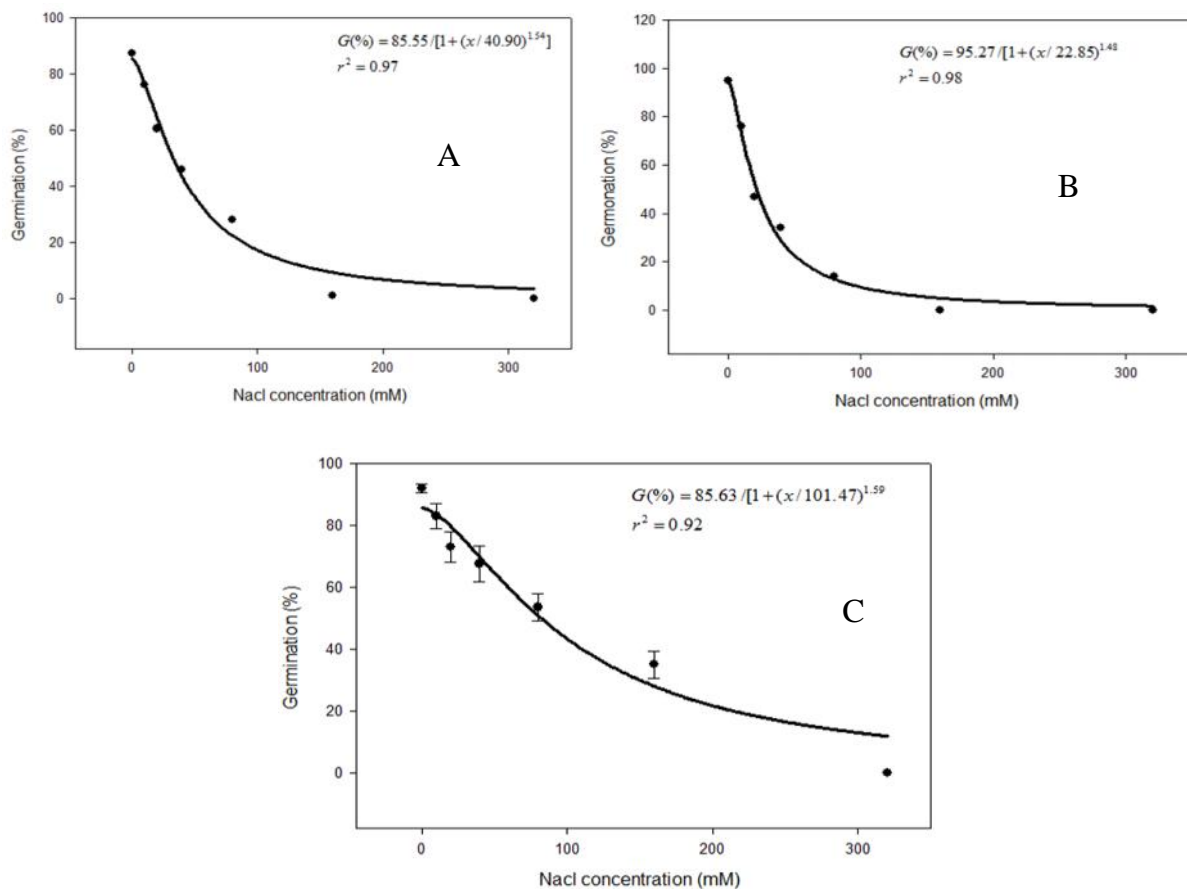 100
80
60
40
20
0
Germination (%)
G(%) = 85.55/[1+(x/40.90)^1.54]
r² = 0.97
A
0 100 200 300
Nacl concentration (mM)
120
100
80
60
40
20
0
Germonation (%)
G(%) = 95.27/[1+(x/22.85)^1.48
r² = 0.98
B
0 100 200 300
Nacl concentration (mM)
100
80
60
40
20
0
Germination (%)
G(%) = 85.63/[1+(x/101.47)^1.59
r² = 0.92
C
0 100 200 300
Nacl concentration (mM)